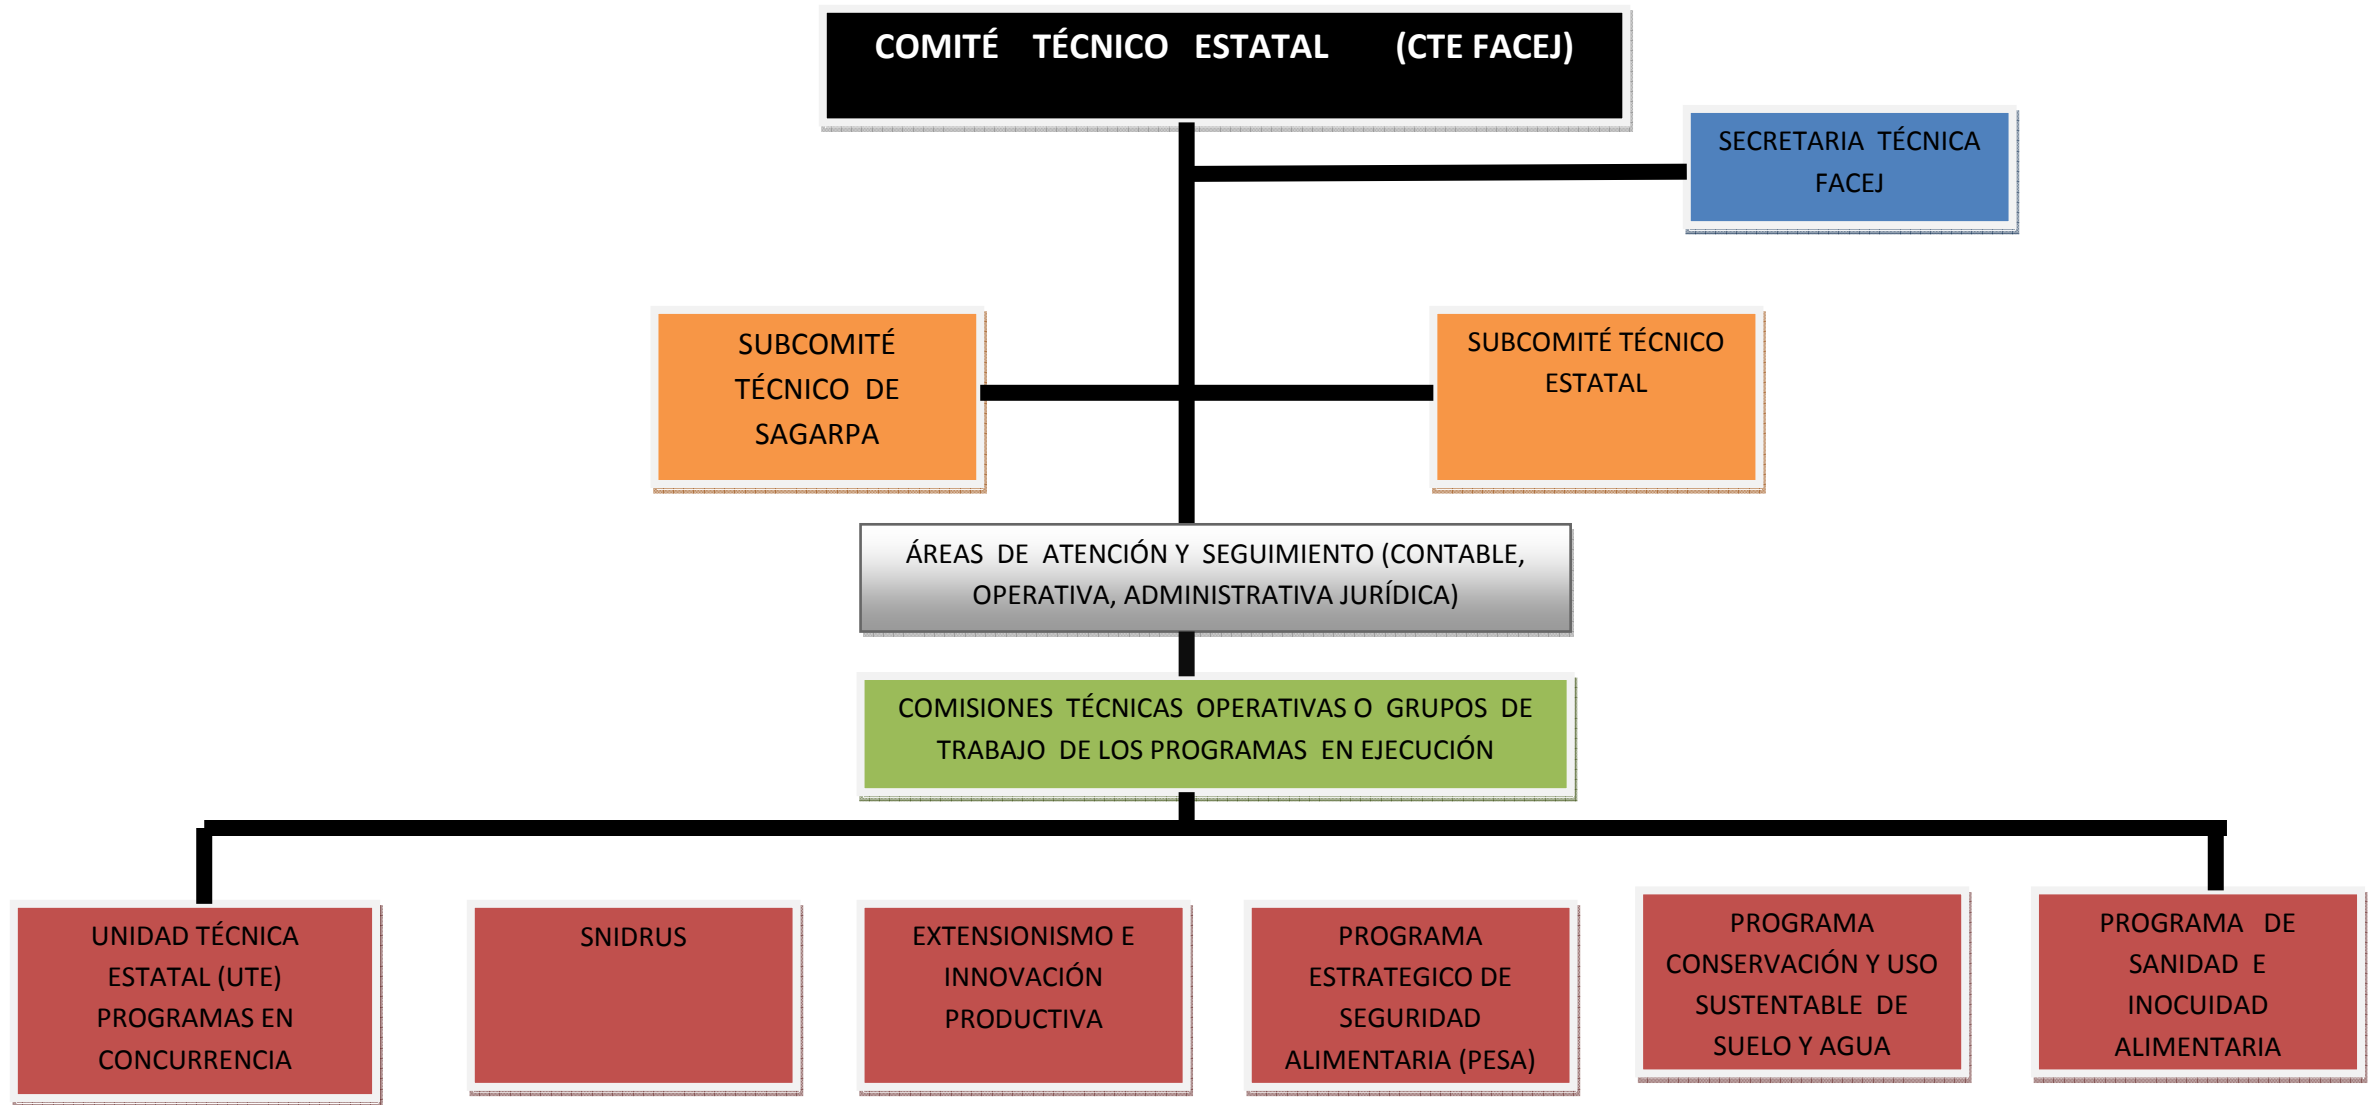 COMITÉ TÉCNICO ESTATAL (CTE FACEJ)
SECRETARIA TÉCNICA
FACEJ
SUBCOMITÉ
TÉCNICO DE
SAGARPA
SUBCOMITÉ TÉCNICO
ESTATAL
ÁREAS DE ATENCIÓN Y SEGUIMIENTO (CONTABLE,
OPERATIVA, ADMINISTRATIVA JURÍDICA)
COMISIONES TÉCNICAS OPERATIVAS O GRUPOS DE
TRABAJO DE LOS PROGRAMAS EN EJECUCIÓN
UNIDAD TÉCNICA
ESTATAL (UTE)
PROGRAMAS EN
CONCURRENCIA
SNIDRUS
EXTENSIONISMO E
INNOVACIÓN
PRODUCTIVA
PROGRAMA
ESTRATEGICO DE
SEGURIDAD
ALIMENTARIA (PESA)
PROGRAMA
CONSERVACIÓN Y USO
SUSTENTABLE DE
SUELO Y AGUA
PROGRAMA DE
SANIDAD E
INOCUIDAD
ALIMENTARIA